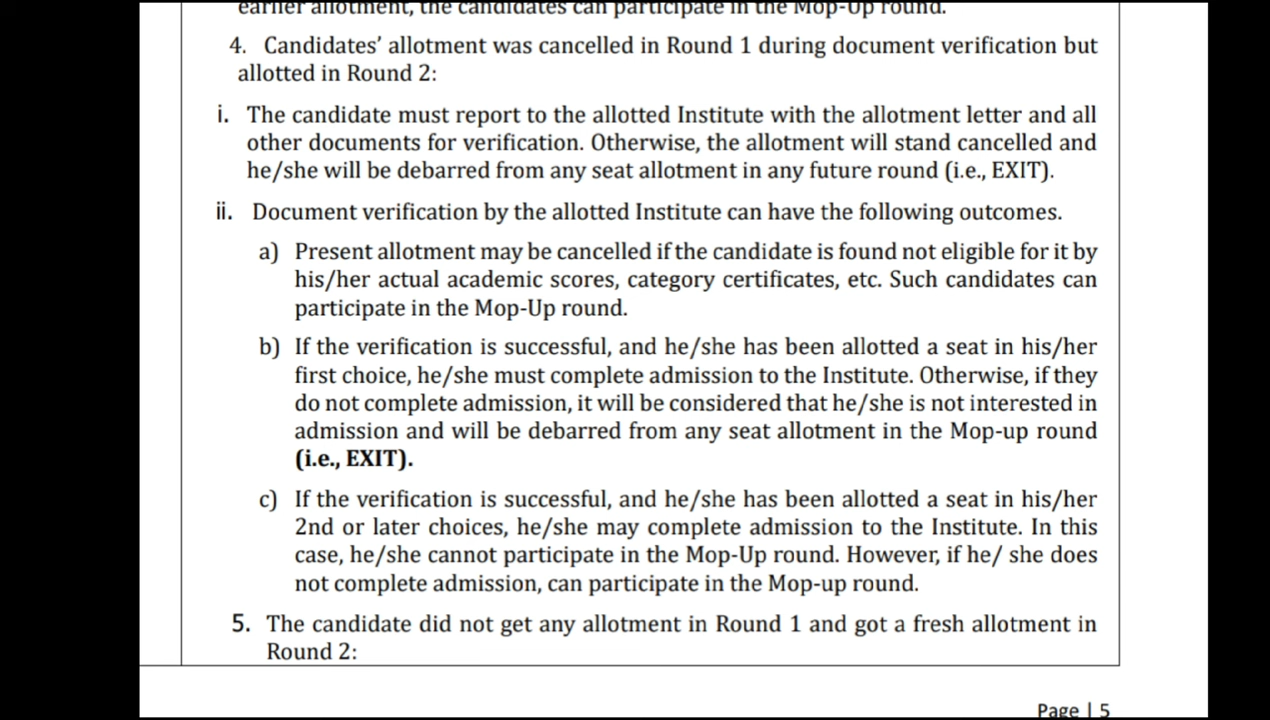 earlier allotment, the candidates can participate in the Mop-Up round.
4. Candidates' allotment was cancelled in Round 1 during document verification but
allotted in Round 2:
i. The candidate must report to the allotted Institute with the allotment letter and all
other documents for verification. Otherwise, the allotment will stand cancelled and
he/she will be debarred from any seat allotment in any future round (i.e., EXIT).
ii. Document verification by the allotted Institute can have the following outcomes.
a) Present allotment may be cancelled if the candidate is found not eligible for it by
his/her actual academic scores, category certificates, etc. Such candidates can
participate in the Mop-Up round.
b) If the verification is successful, and he/she has been allotted a seat in his/her
first choice, he/she must complete admission to the Institute. Otherwise, if they
do not complete admission, it will be considered that he/she is not interested in
admission and will be debarred from any seat allotment in the Mop-up round
(i.e., EXIT).
c) If the verification is successful, and he/she has been allotted a seat in his/her
2nd or later choices, he/she may complete admission to the Institute. In this
case, he/she cannot participate in the Mop-Up round. However, if he/ she does
not complete admission, can participate in the Mop-up round.
5. The candidate did not get any allotment in Round 1 and got a fresh allotment in
Round 2:
Page | 5